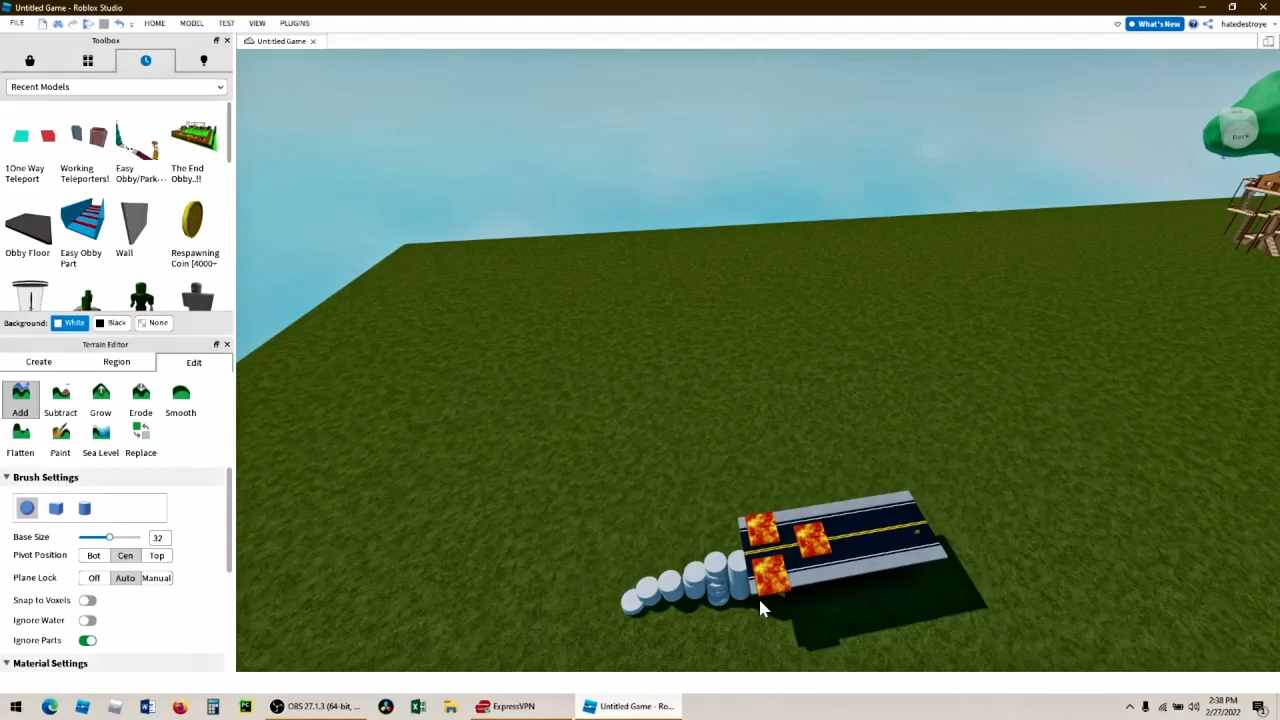 Untitled Game - Roblox Studio
FILE HOME MODEL TEST VIEW PLUGINS What's New hatedestroye
Toolbox Untitled Game
Recent Models
1One Way Teleport
Working Teleporters!
Easy Obby/Park...
The End Obby..!!
Obby Floor
Easy Obby Part
Wall
Respawning Coin [4000+
Background: White Black None
Terrain Editor
Create Region Edit
Add Subtract Grow Erode Smooth
Flatten Paint Sea Level Replace
Brush Settings
Base Size 32
Pivot Position Bot Cen Top
Plane Lock Off Auto Manual
Snap to Voxels
Ignore Water
Ignore Parts
Material Settings
Back
OBS 27.1.3 (64-bit, ... ExpressVPN Untitled Game - Ro...
2:38 PM
2/27/2022